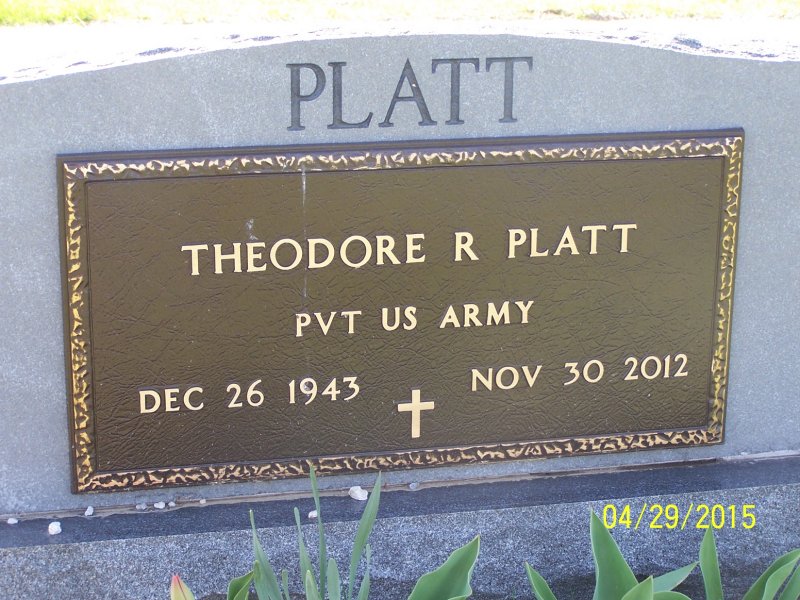 PLATT
THEODORE R PLATT
PVT US ARMY
DEC 26 1943 NOV 30 2012
04/29/2015